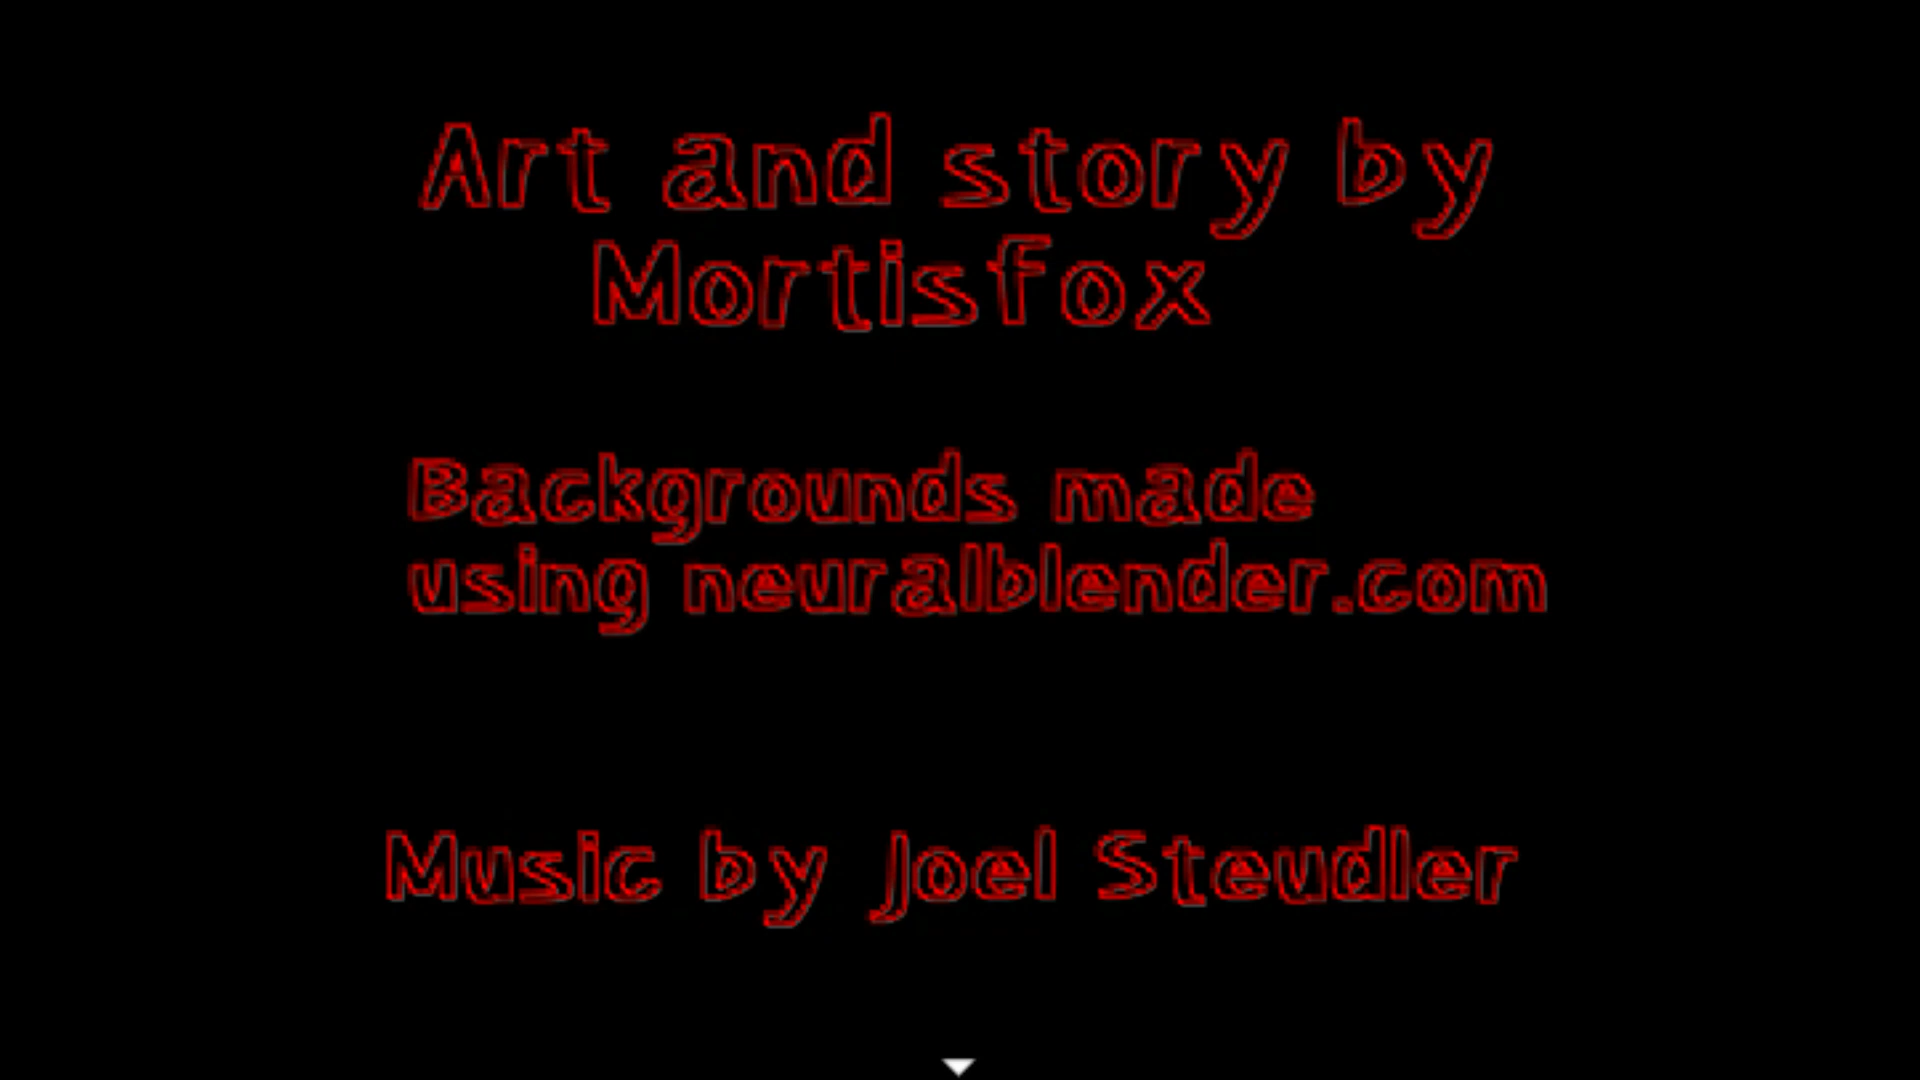 Art and story by
Mortisfox
Backgrounds made
using neuralblender.com
Music by Joel Steudler